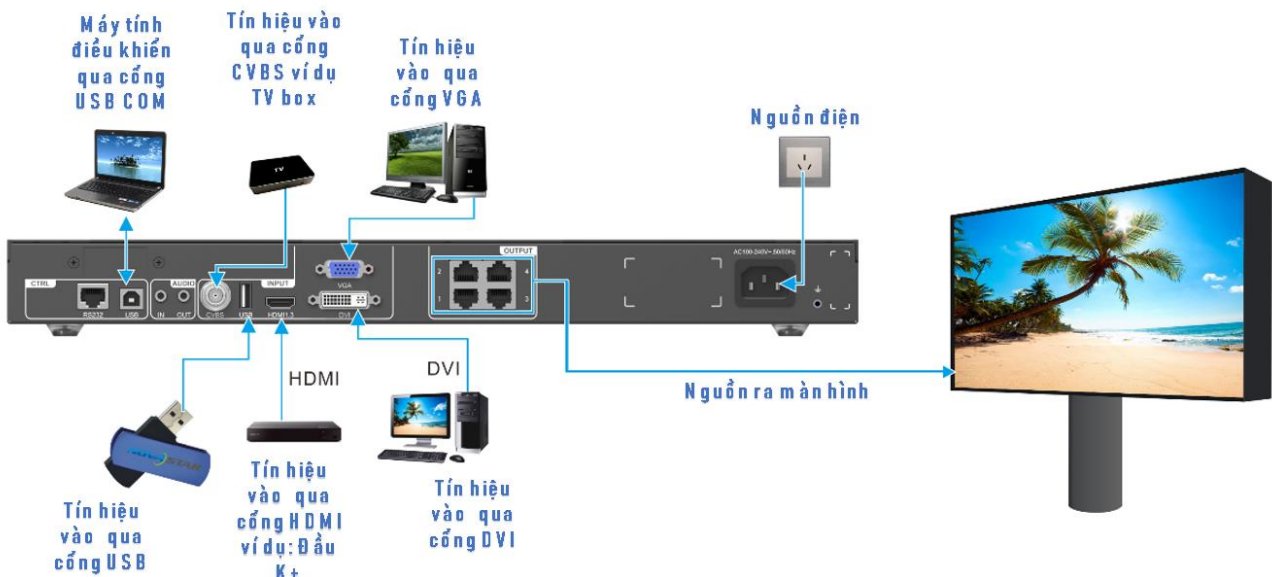 Máy tính
điều khiển
qua cổng
USB COM
Tín hiệu vào
qua cổng
CVBS ví dụ
TV box
Tín hiệu
vào qua
cổng VGA
Nguồn điện
TV
OUTPUT
AC100-240V~ 50/60Hz
CTRL
AUDIO
INPUT
VGA
2
4
1
3
RS232
USB
IN
OUT
CVBS
USB
HDMI1.3
DVI
HDMI
DVI
Nguồn ra màn hình
NOVASTAR
Tín hiệu
vào qua
cổng USB
Tín hiệu
vào qua
cổng HDMI
ví dụ: Đầu
K+
Tín hiệu
vào qua
cổng DVI